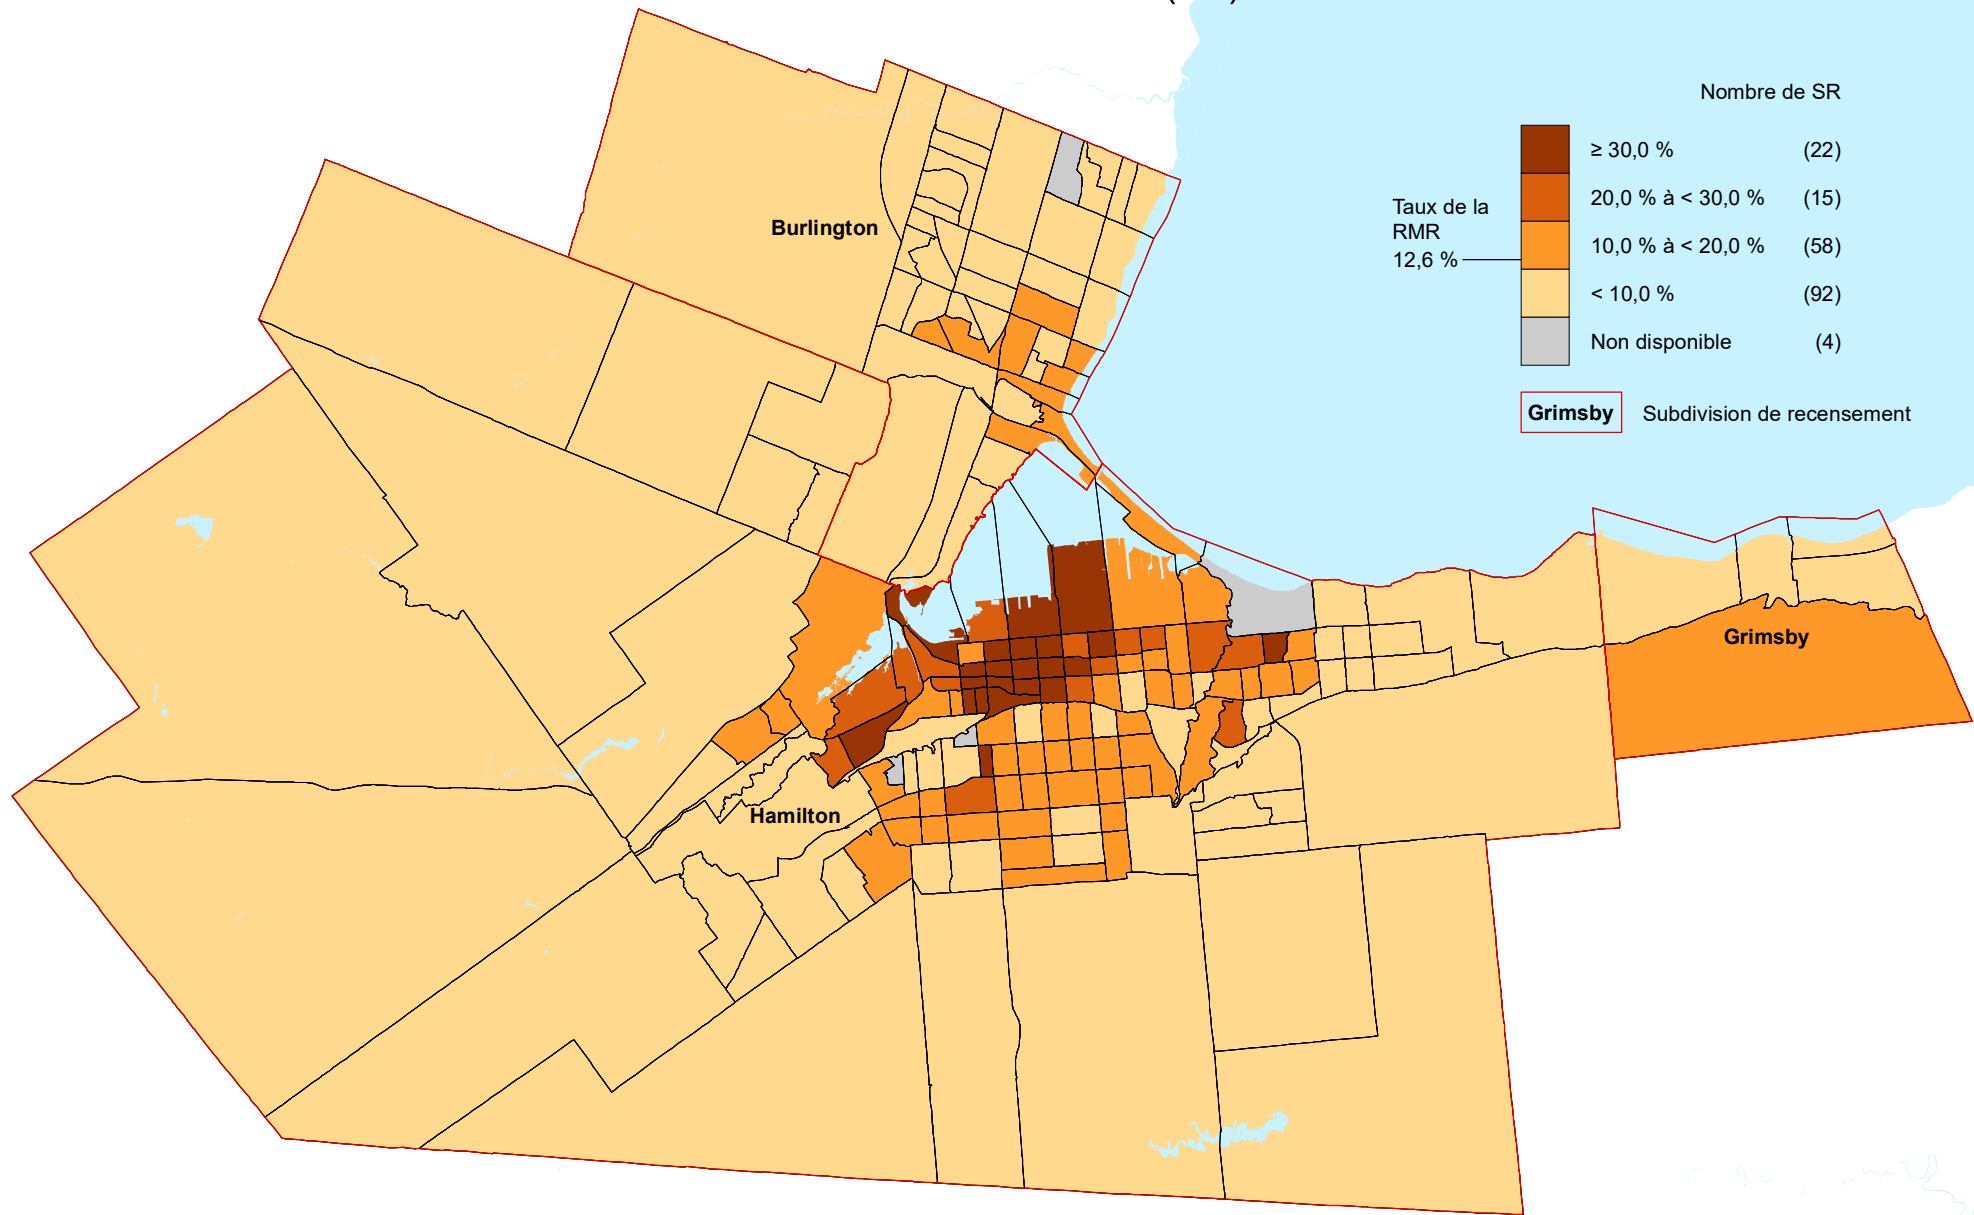 Nombre de SR
≥ 30,0 % (22)
20,0 % à < 30,0 % (15)
10,0 % à < 20,0 % (58)
< 10,0 % (92)
Non disponible (4)
Taux de la
RMR
12,6 %
Grimsby Subdivision de recensement
Burlington
Grimsby
Hamilton